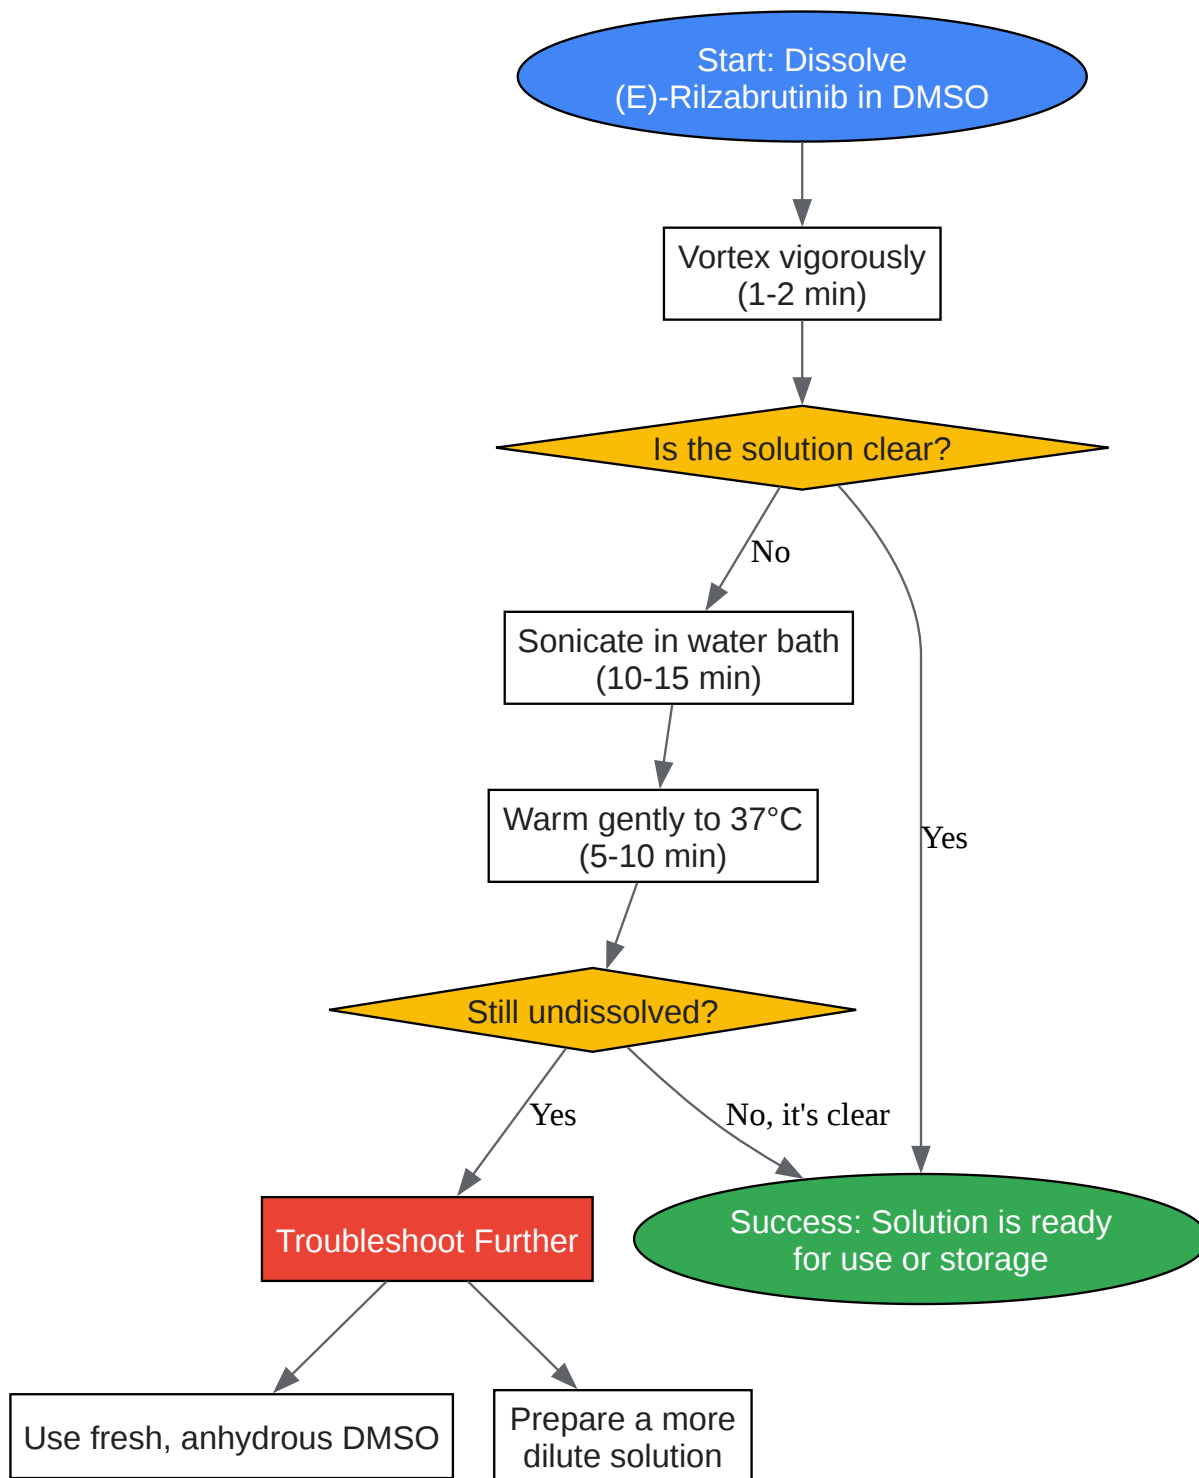 Start: Dissolve
(E)-Rilzabrutinib in DMSO
Vortex vigorously
(1-2 min)
Is the solution clear?
No
Sonicate in water bath
(10-15 min)
Warm gently to 37°C
(5-10 min)
Yes
Still undissolved?
Yes
No, it's clear
Troubleshoot Further
Success: Solution is ready
for use or storage
Use fresh, anhydrous DMSO
Prepare a more
dilute solution